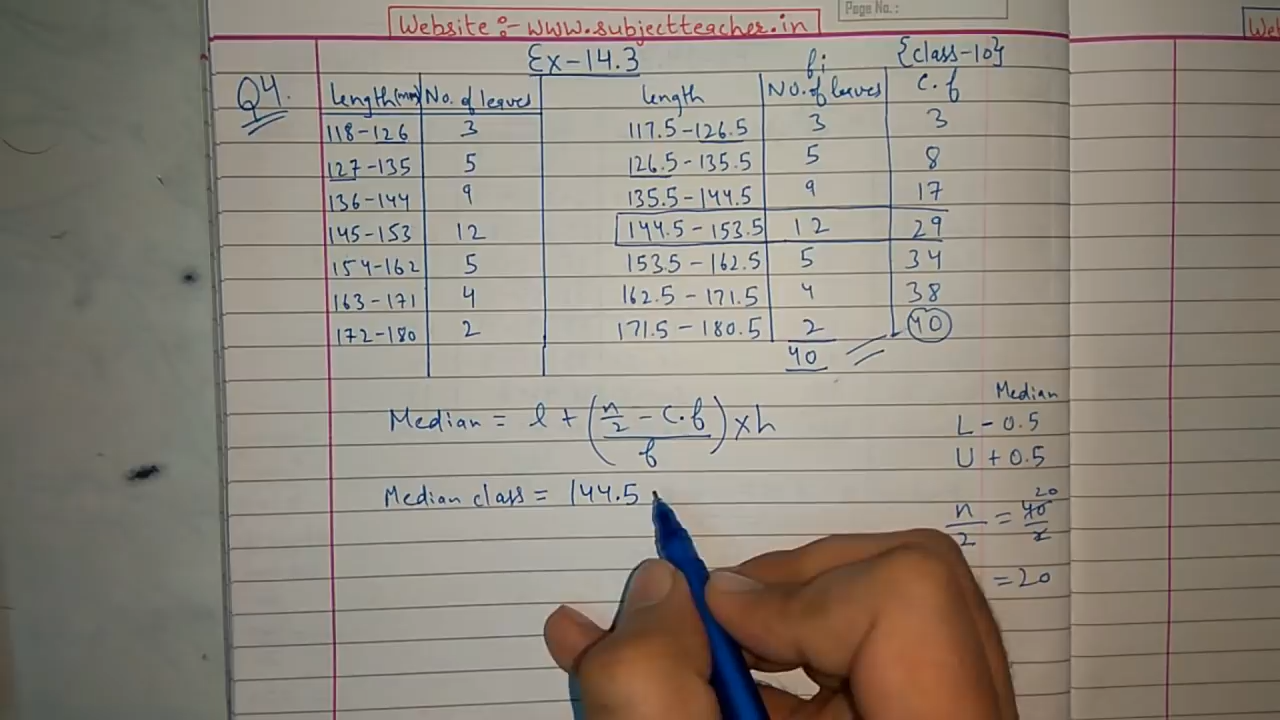 Page No.:
Website :- www.subjectteacher.in
Ex-14.3 {class-10}
fi
Q4. length(mm) No. of leaves length No. of leaves C.f
118-126 3 117.5-126.5 3 3
127-135 5 126.5-135.5 5 8
136-144 9 135.5-144.5 9 17
145-153 12 144.5-153.5 12 29
154-162 5 153.5-162.5 5 34
163-171 4 162.5-171.5 4 38
172-180 2 171.5-180.5 2 40
40
Median = l + (n/2 - C.f / f) x h
Median class = 144.5
Median
L - 0.5
U + 0.5
n/2 = 40/2 20
= 20